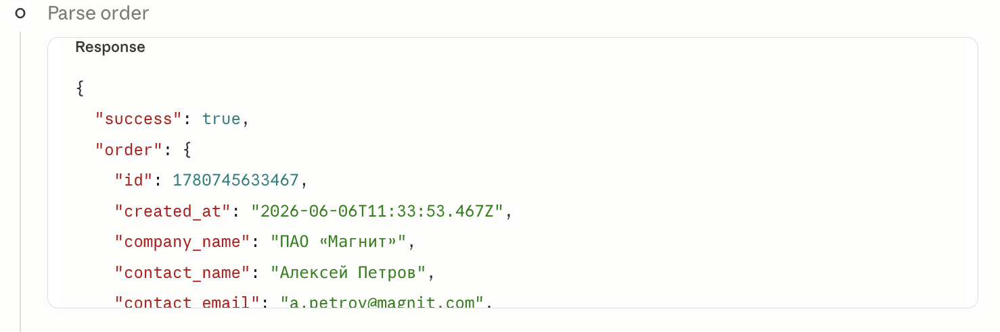 Parse order
Response
{
"success": true,
"order": {
"id": 1780745633467,
"created_at": "2026-06-06T11:33:53.467Z",
"company_name": "ПАО «Магнит»",
"contact_name": "Алексей Петров",
"contact_email": "a.petrov@magnit.com",